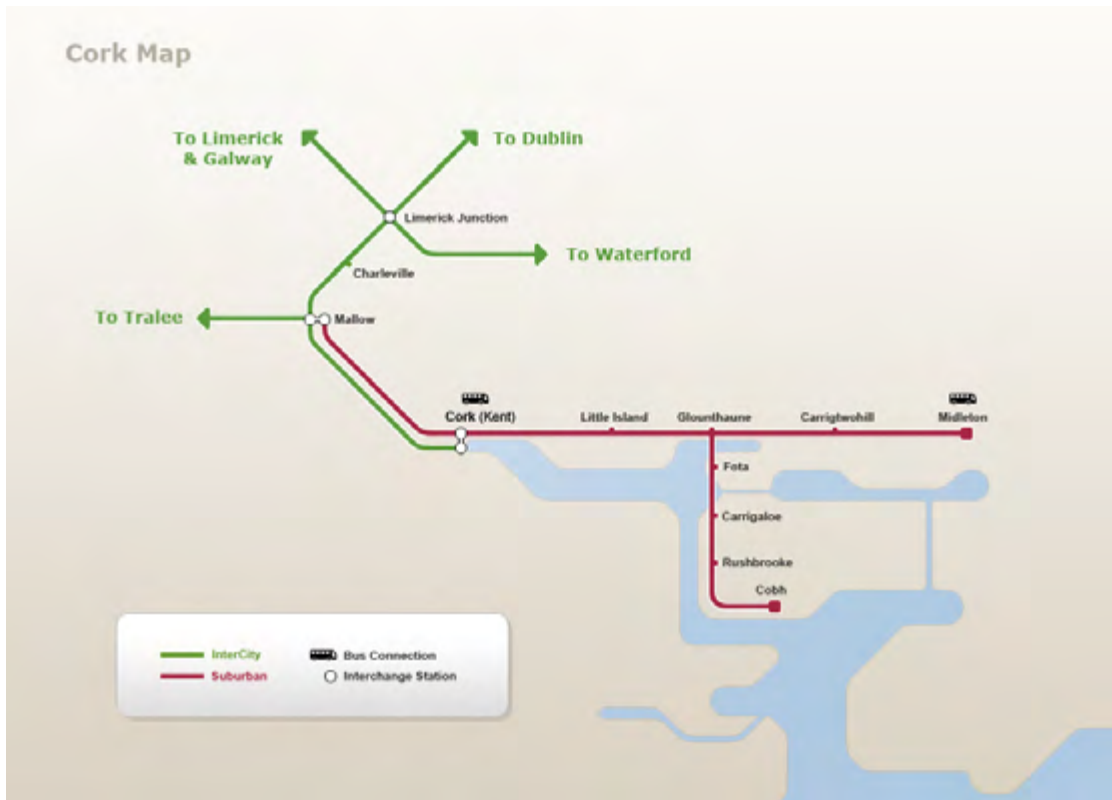 Cork Map
To Limerick
& Galway
To Dublin
Limerick Junction
To Waterford
Charleville
To Tralee
Mallow
Cork (Kent)
Little Island
Glounthaune
Carrigtwohill
Midleton
Fota
Carrigaloe
Rushbrooke
Cobh
InterCity
Bus Connection
Suburban
Interchange Station